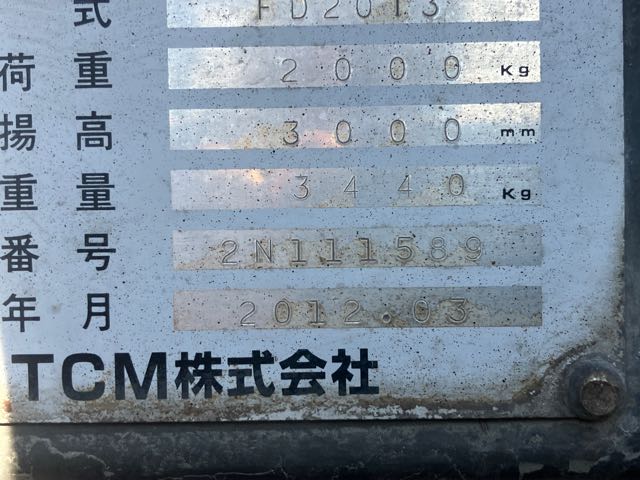 式 FD20T3
荷重 2000 Kg
揚高 3000 mm
重量 3440 Kg
番号 2N111589
年月 2012.03
TCM株式会社